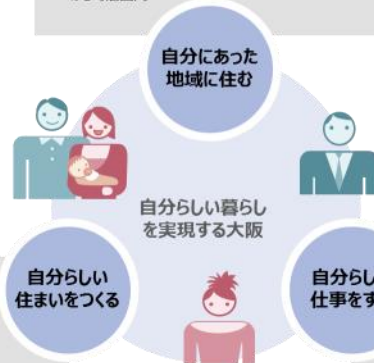 自分にあった
地域に住む
自分らしい暮らし
を実現する大阪
自分らしい
住まいをつくる
自分らし
仕事をす